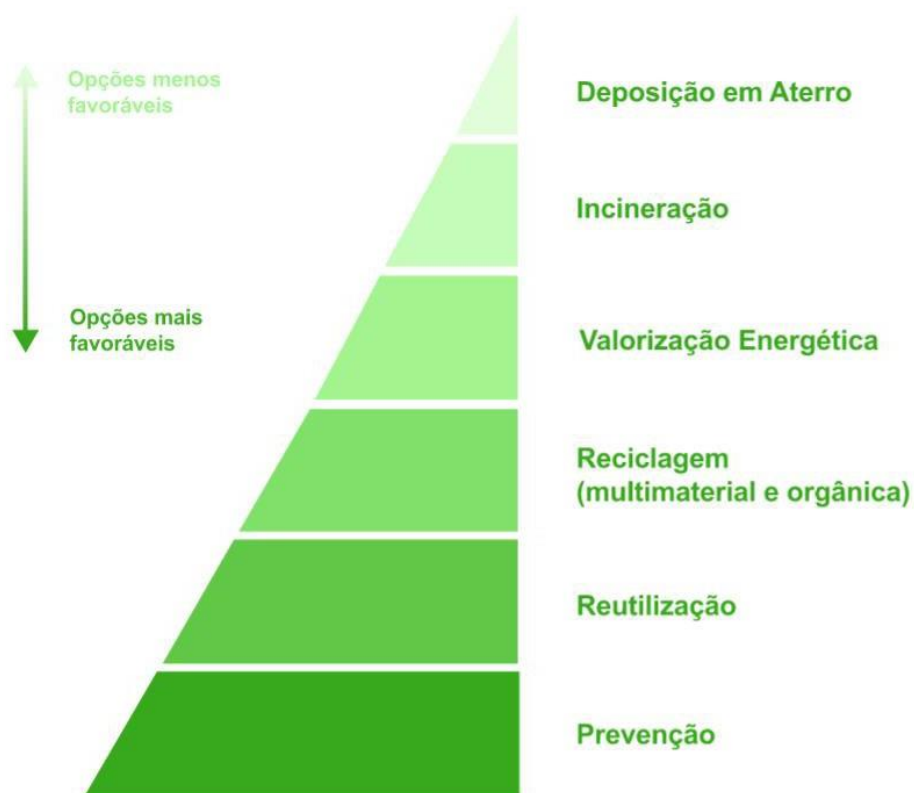 Opções menos
favoráveis
Opções mais
favoráveis
Deposição em Aterro
Incineração
Valorização Energética
Reciclagem
(multimaterial e orgânica)
Reutilização
Prevenção